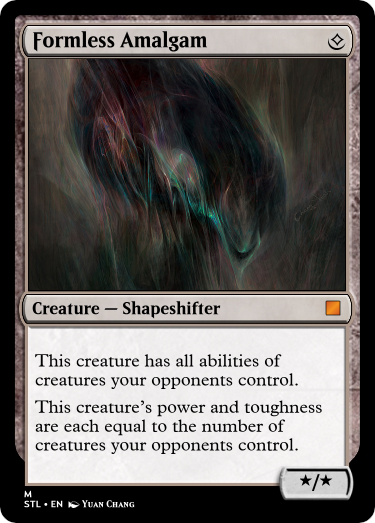 Formless Amalgam
Creature — Shapeshifter
This creature has all abilities of
creatures your opponents control.
This creature's power and toughness
are each equal to the number of
creatures your opponents control.
★/★
M
STL • EN Yuan Chang